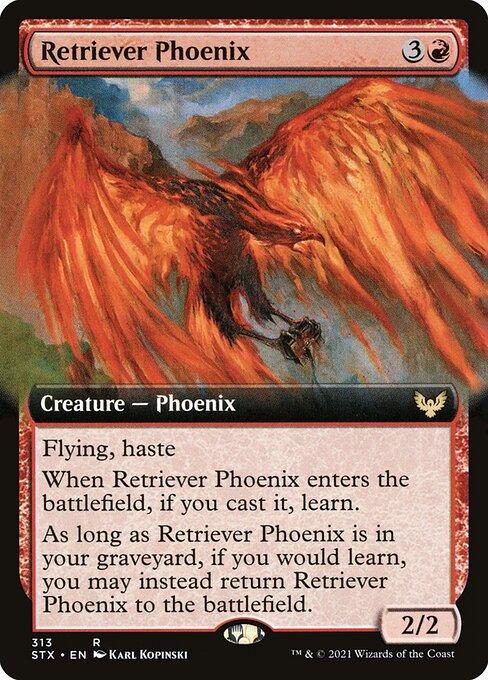 Retriever Phoenix 3
Creature — Phoenix
Flying, haste
When Retriever Phoenix enters the
battlefield, if you cast it, learn.
As long as Retriever Phoenix is in
your graveyard, if you would learn,
you may instead return Retriever
Phoenix to the battlefield.
2/2
313 R
STX • EN Karl Kopinski
™ & © 2021 Wizards of the Coast